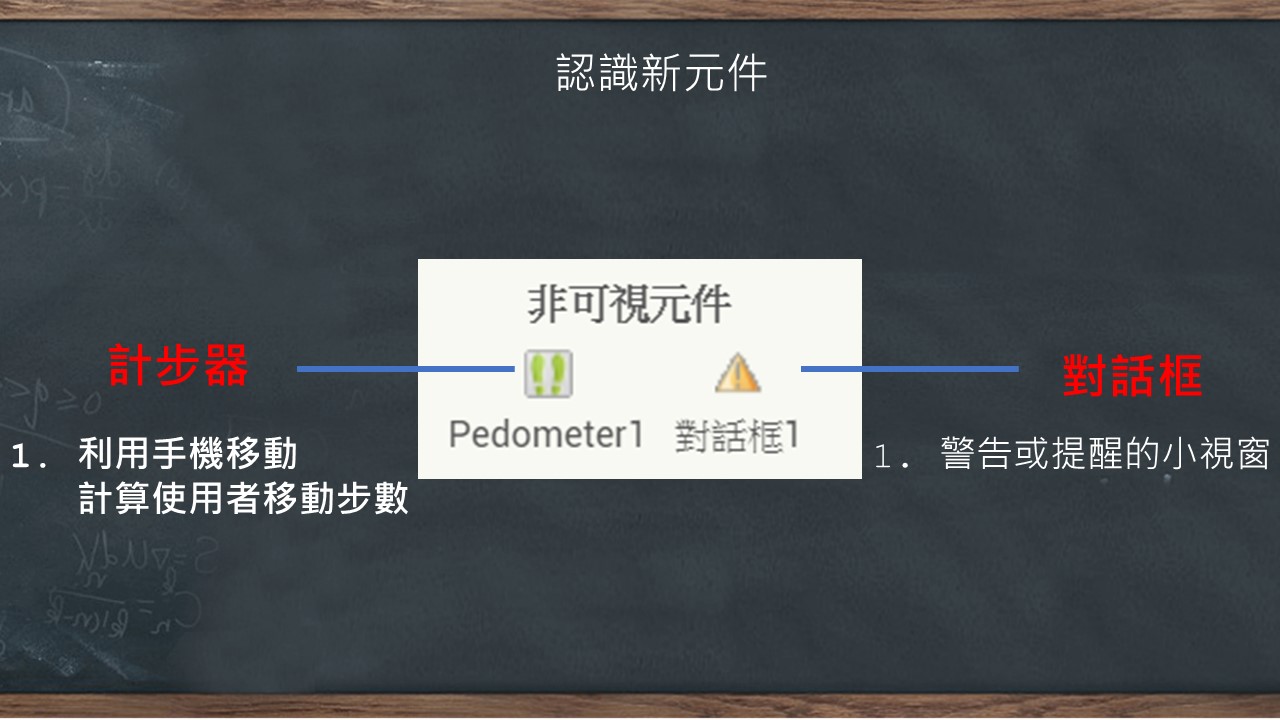 認識新元件
非可視元件
Pedometer1
對話框1
計步器
1. 利用手機移動
計算使用者移動步數
對話框
1. 警告或提醒的小視窗